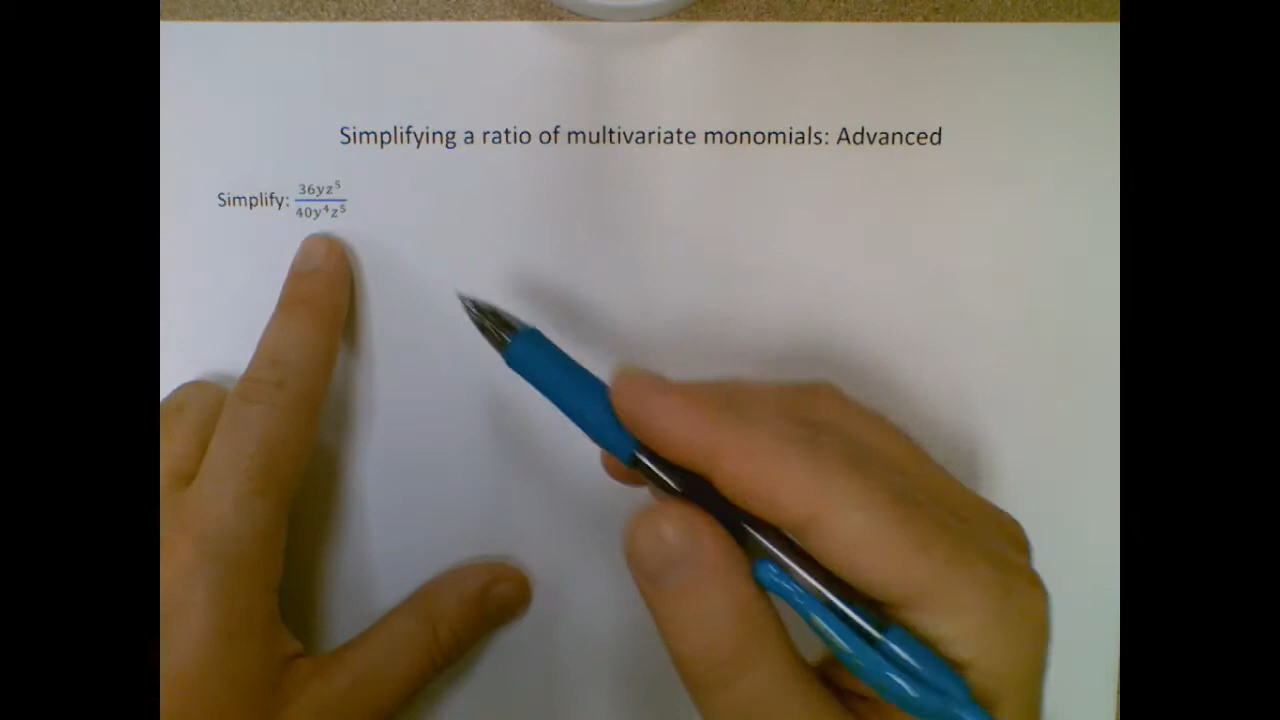 Simplifying a ratio of multivariate monomials: Advanced
Simplify: 36yz⁵/40y⁴z⁵